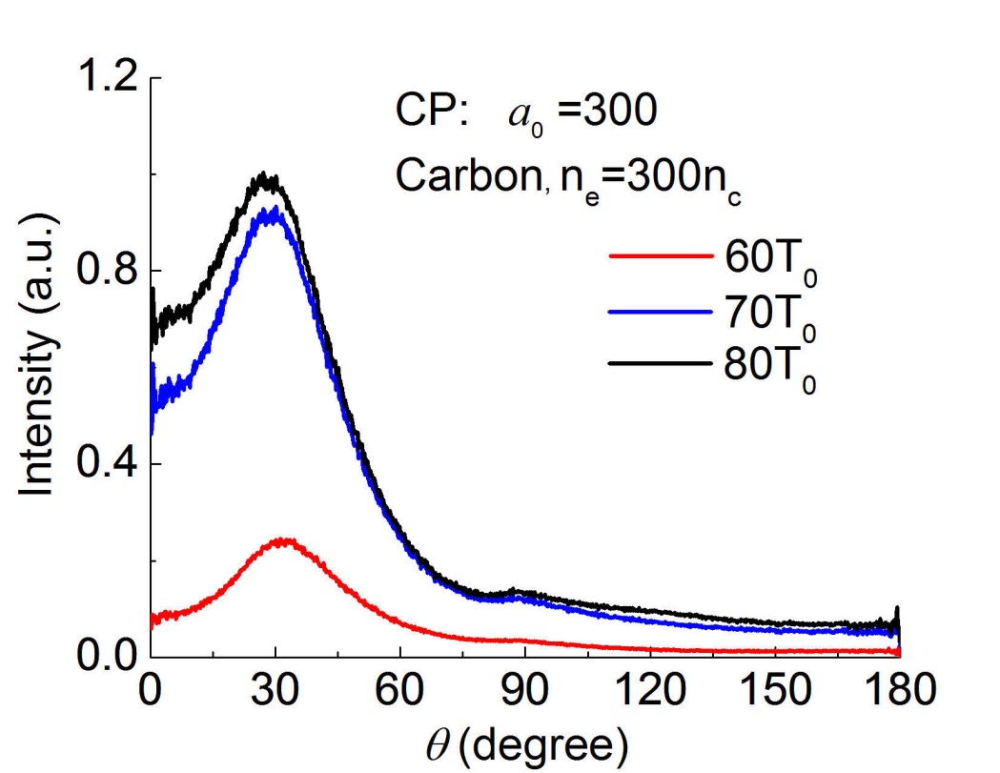 1.2
0.8
0.4
0.0
Intensity (a.u.)
CP: a₀ =300
Carbon, nₑ=300n꜀
60T₀
70T₀
80T₀
0 30 60 90 120 150 180
θ (degree)